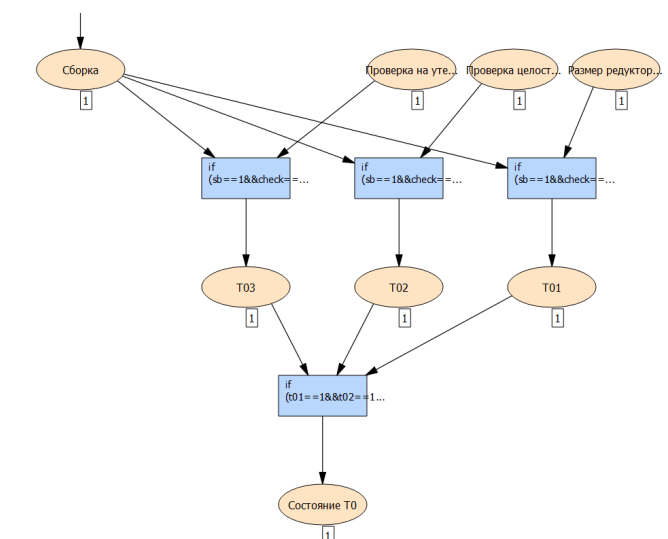 Сборка
Проверка на уте...
Проверка целост...
Размер редуктор...
1
1
1
1
if
(sb==1&&check==...
if
(sb==1&&check==...
if
(sb==1&&check==...
T03
T02
T01
1
1
1
if
(t01==1&&t02==1...
Состояние T0
1